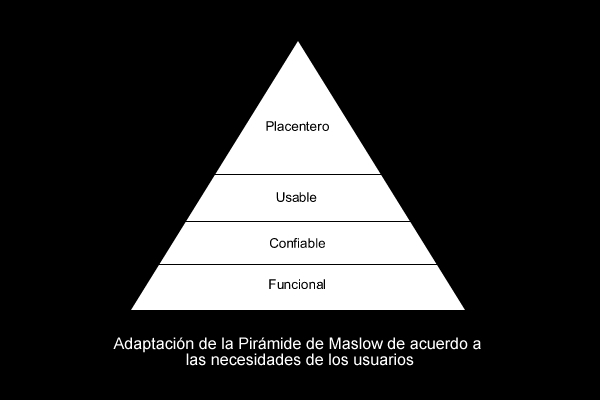 Placentero
Usable
Confiable
Funcional
Adaptación de la Pirámide de Maslow de acuerdo a
las necesidades de los usuarios